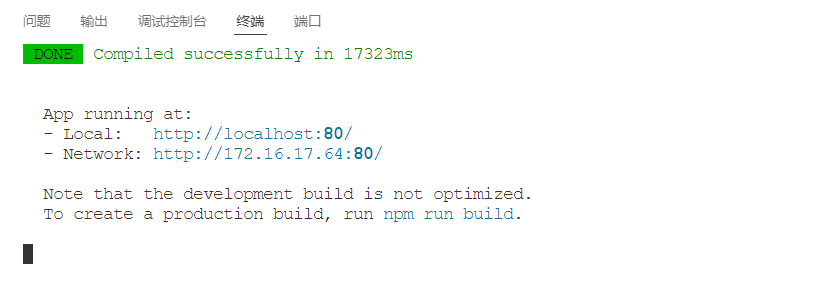 问题 输出 调试控制台 终端 端口
DONE Compiled successfully in 17323ms
App running at:
- Local: http://localhost:80/
- Network: http://172.16.17.64:80/
Note that the development build is not optimized.
To create a production build, run npm run build.